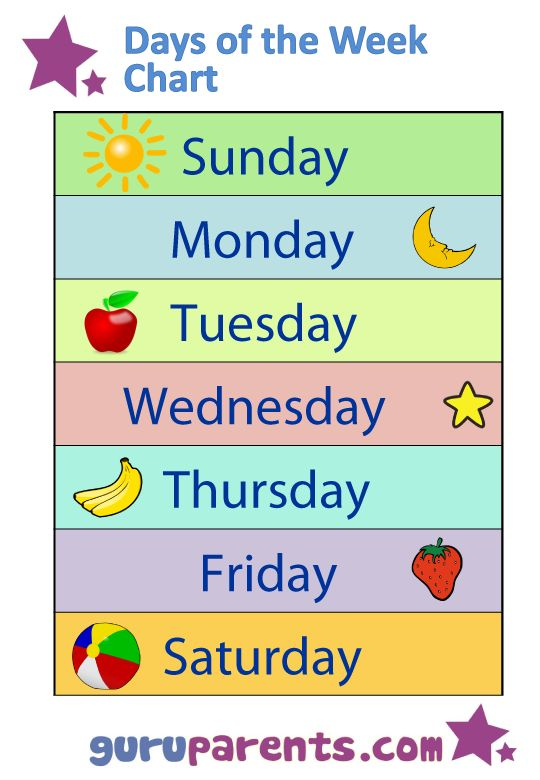 Days of the Week
Chart
Sunday
Monday
Tuesday
Wednesday
Thursday
Friday
Saturday
guruparents.com